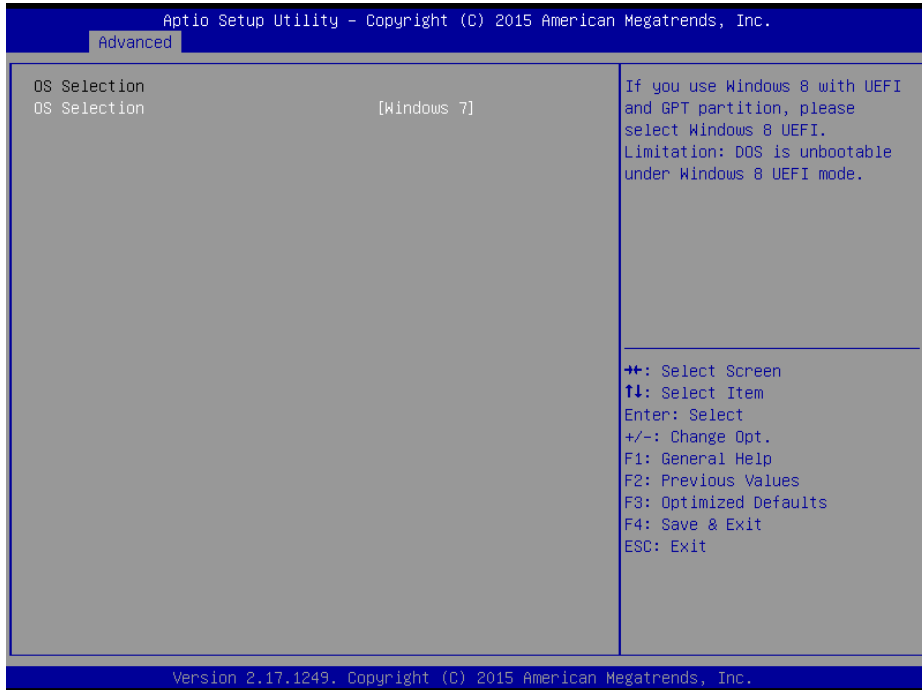 Aptio Setup Utility – Copyright (C) 2015 American Megatrends, Inc.
Advanced
OS Selection
OS Selection [Windows 7]
If you use Windows 8 with UEFI
and GPT partition, please
select Windows 8 UEFI.
Limitation: DOS is unbootable
under Windows 8 UEFI mode.
→←: Select Screen
↑↓: Select Item
Enter: Select
+/-: Change Opt.
F1: General Help
F2: Previous Values
F3: Optimized Defaults
F4: Save & Exit
ESC: Exit
Version 2.17.1249. Copyright (C) 2015 American Megatrends, Inc.